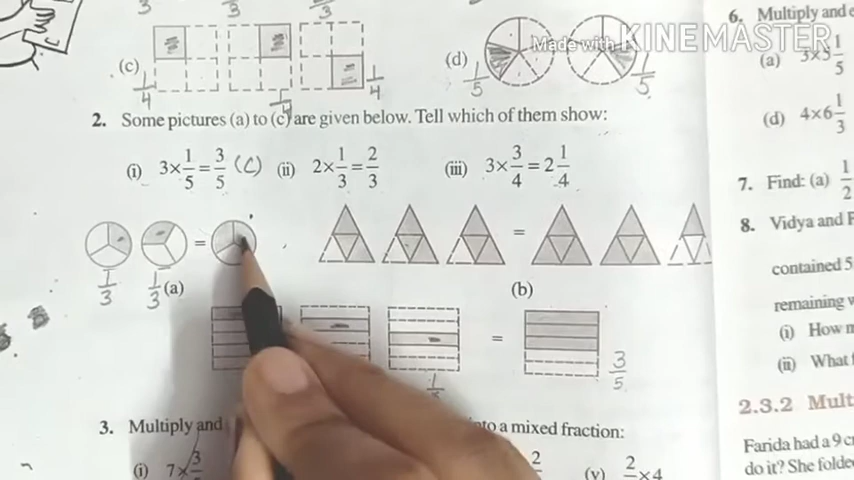 3
3
3
Made with KINEMASTER
(c) 1/4 1/4 1/4
(d) 1/5 1/5
2. Some pictures (a) to (c) are given below. Tell which of them show:
(i) 3×1/5=3/5 (c) (ii) 2×1/3=2/3 (iii) 3×3/4=2 1/4
= =
1/3 1/3 (a) (b)
= 3/5
3. Multiply and
into a mixed fraction:
(i) 7×3
2
(v) 2 ×4
6. Multiply and
(a) 3×5 1/5
(d) 4×6 1/3
7. Find: (a) 1/2
8. Vidya and
contained 5
remaining
(i) How
(ii) What
2.3.2 Mult
Farida had a 9 c
do it? She folde